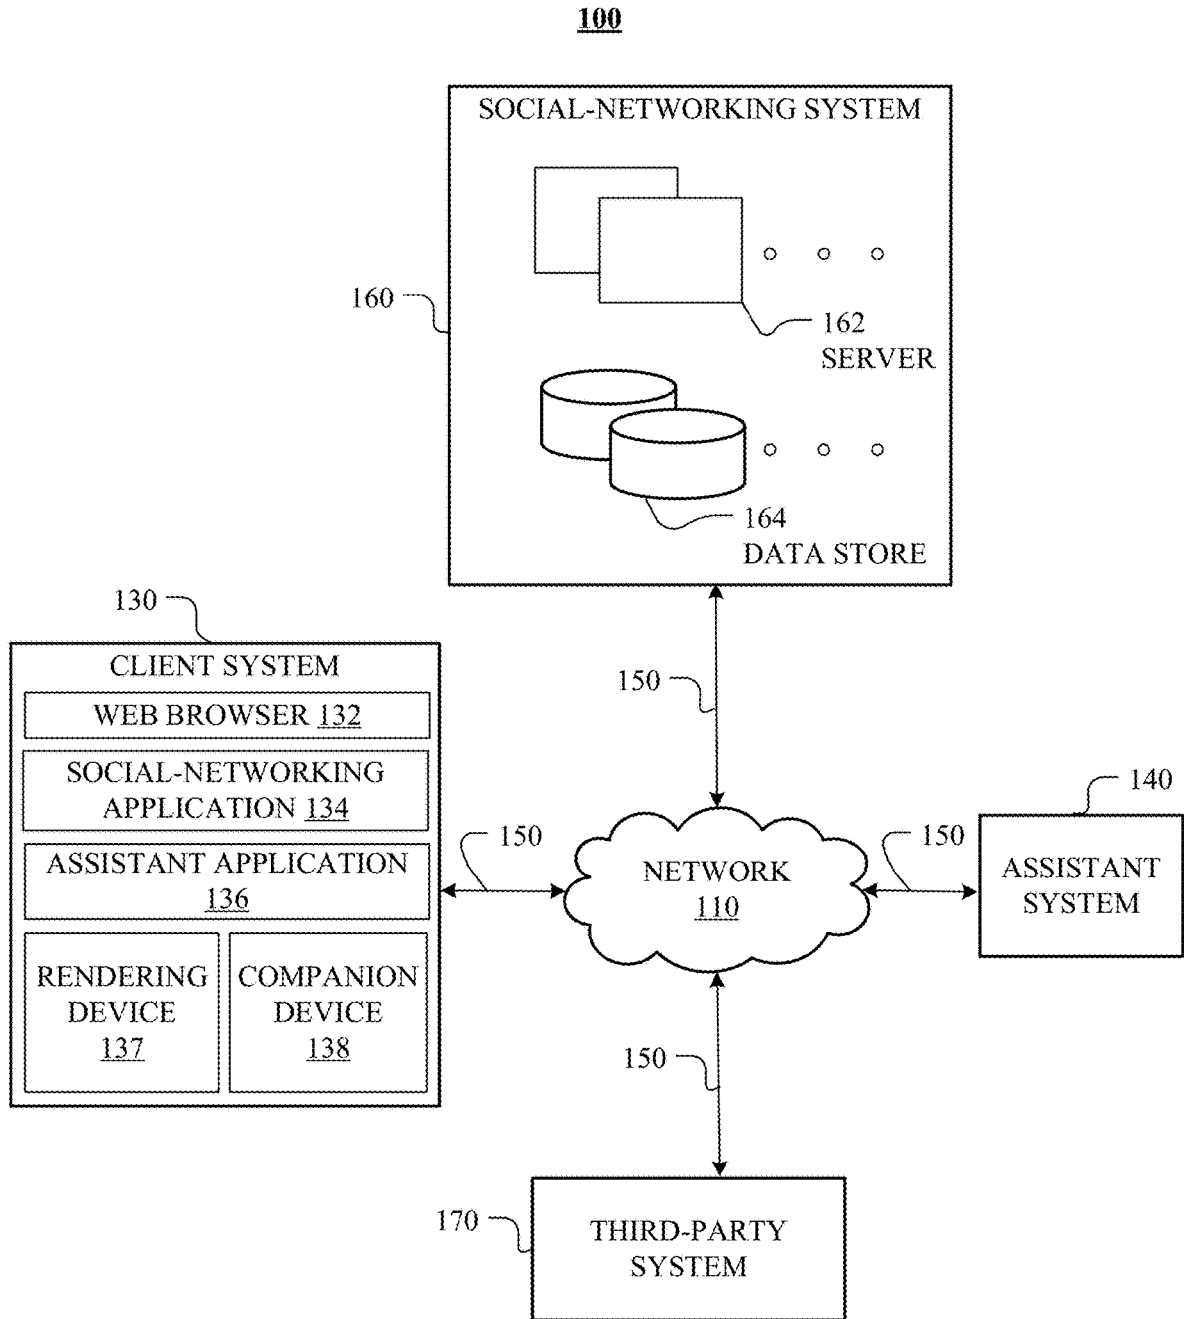 100
SOCIAL-NETWORKING SYSTEM
160
162
SERVER
164
DATA STORE
130
CLIENT SYSTEM
WEB BROWSER 132
SOCIAL-NETWORKING
APPLICATION 134
ASSISTANT APPLICATION
136
RENDERING
DEVICE
137
COMPANION
DEVICE
138
150
150
NETWORK
110
150
140
ASSISTANT
SYSTEM
150
170
THIRD-PARTY
SYSTEM